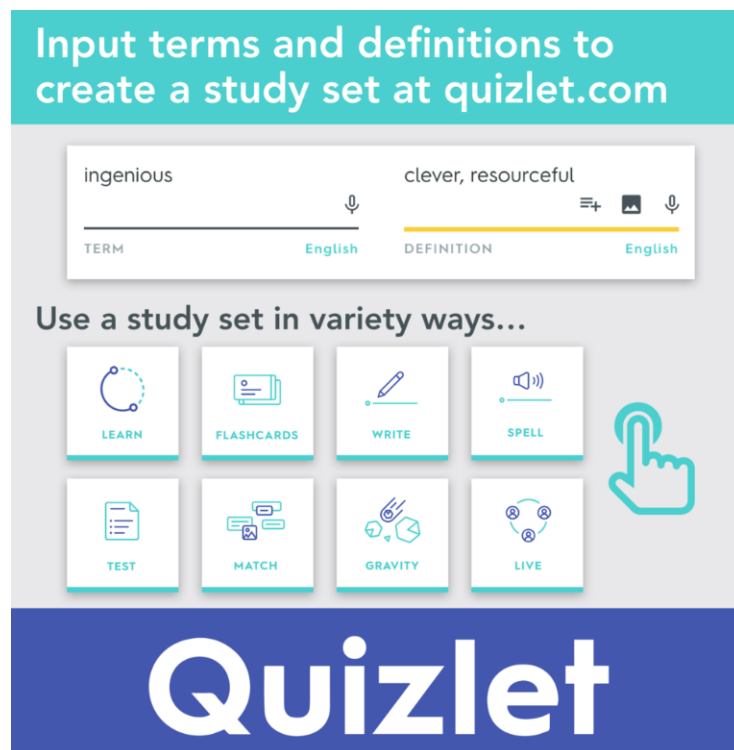 Input terms and definitions to
create a study set at quizlet.com
ingenious
clever, resourceful
TERM
English
DEFINITION
English
Use a study set in variety ways...
LEARN
FLASHCARDS
WRITE
SPELL
TEST
MATCH
GRAVITY
LIVE
Quizlet